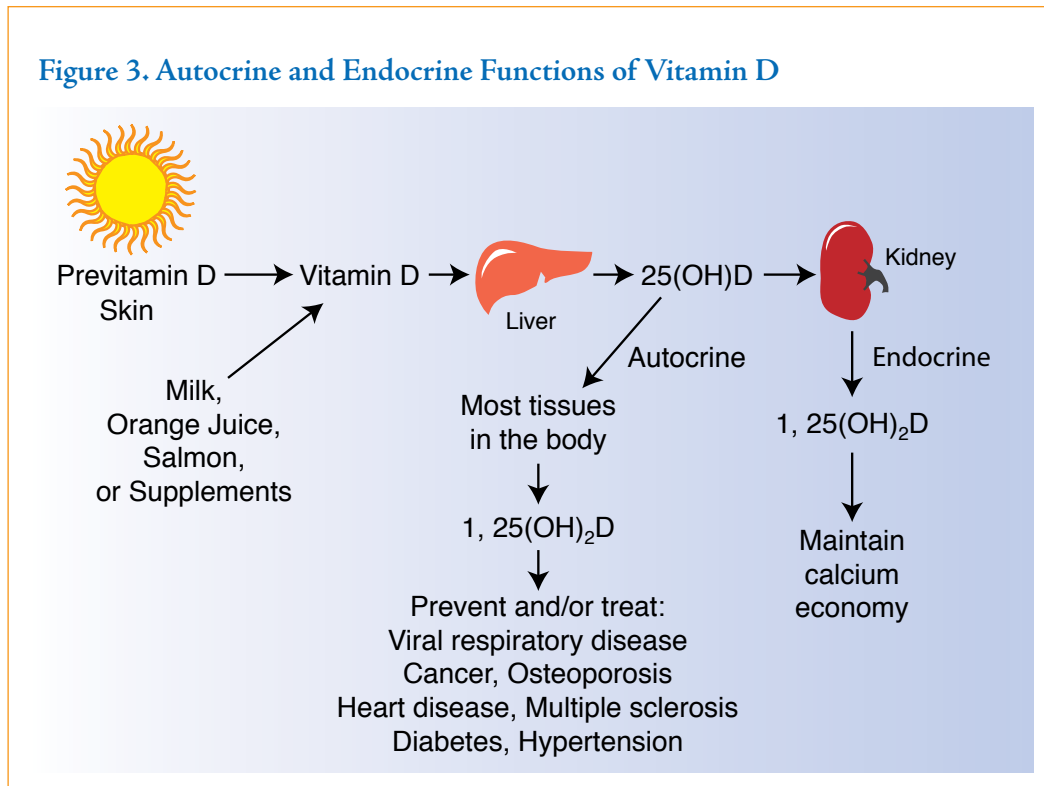 Figure 3. Autocrine and Endocrine Functions of Vitamin D
Previtamin D
Skin
Vitamin D
Liver
25(OH)D
Kidney
Milk,
Orange Juice,
Salmon,
or Supplements
Autocrine
Most tissues
in the body
1, 25(OH)₂D
Prevent and/or treat:
Viral respiratory disease
Cancer, Osteoporosis
Heart disease, Multiple sclerosis
Diabetes, Hypertension
Endocrine
1, 25(OH)₂D
Maintain
calcium
economy